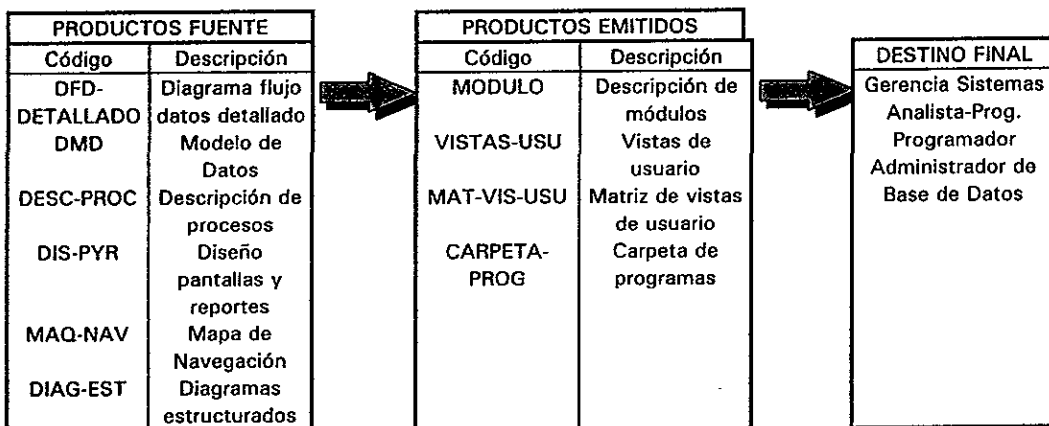 PRODUCTOS FUENTE
Código Descripción
DFD- Diagrama flujo
DETALLADO datos detallado
DMD Modelo de
Datos
DESC-PROC Descripción de
procesos
DIS-PYR Diseño
pantallas y
reportes
MAQ-NAV Mapa de
Navegación
DIAG-EST Diagramas
estructurados
PRODUCTOS EMITIDOS
Código Descripción
MODULO Descripción de
módulos
VISTAS-USU Vistas de
usuario
MAT-VIS-USU Matriz de vistas
de usuario
CARPETA- Carpeta de
PROG programas
DESTINO FINAL
Gerencia Sistemas
Analista-Prog.
Programador
Administrador de
Base de Datos